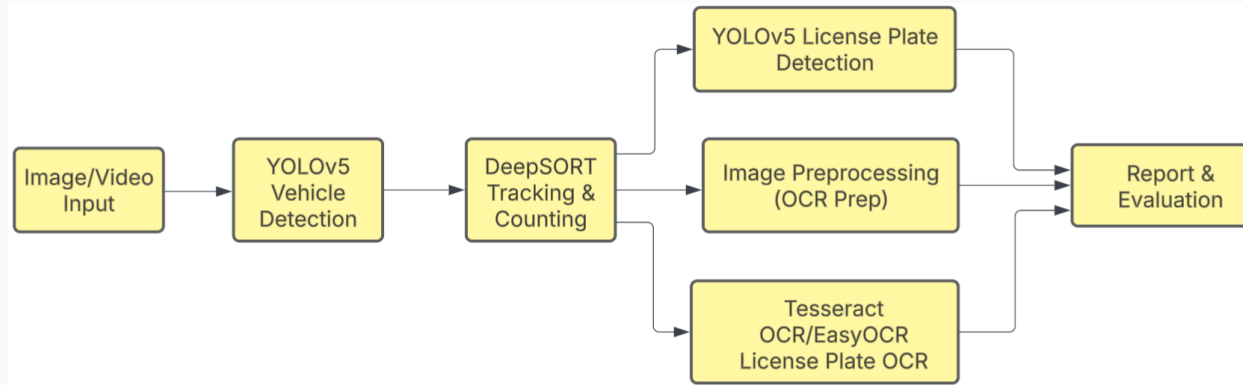 Image/Video
Input
YOLOv5
Vehicle
Detection
DeepSORT
Tracking &
Counting
YOLOv5 License Plate
Detection
Image Preprocessing
(OCR Prep)
Tesseract
OCR/EasyOCR
License Plate OCR
Report &
Evaluation